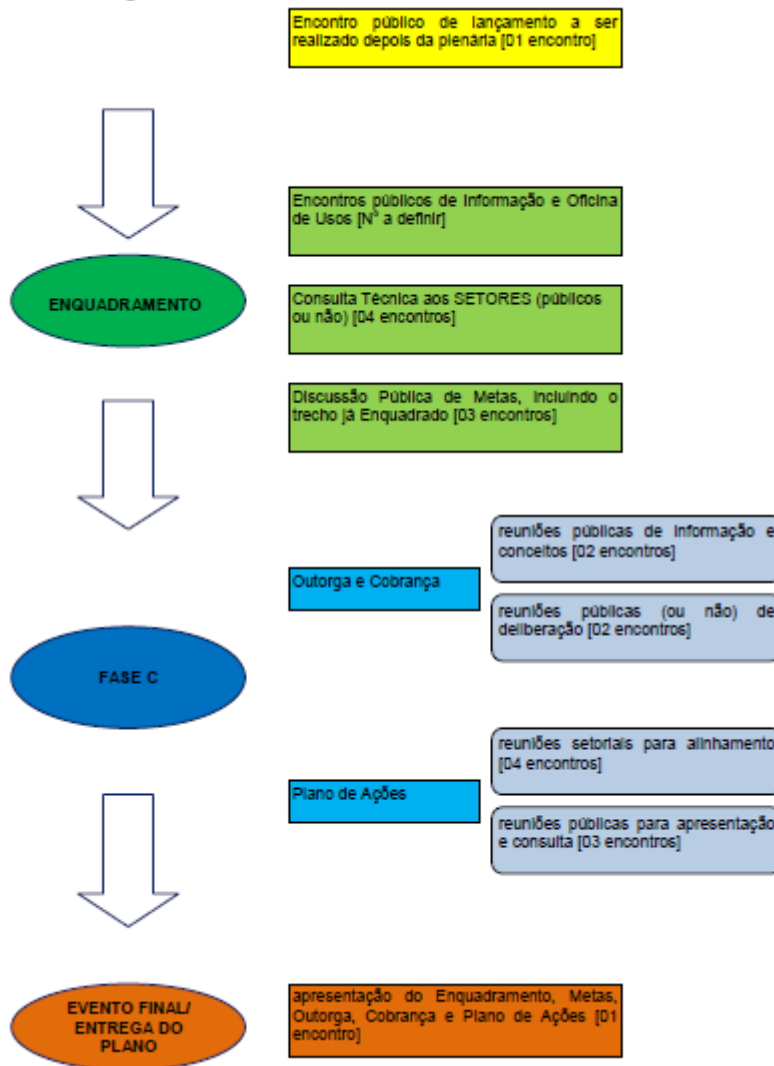 Encontro público de lançamento a ser
realizado depois da plenária [01 encontro]
Encontros públicos de Informação e Oficina
de Usos [Nº a definir]
ENQUADRAMENTO
Consulta Técnica aos SETORES (públicos
ou não) [04 encontros]
Discussão Pública de Metas, incluindo o
trecho já Enquadrado [03 encontros]
Outorga e Cobrança
reuniões públicas de informação e
conceitos [02 encontros]
reuniões públicas (ou não) de
deliberação [02 encontros]
FASE C
Plano de Ações
reuniões setoriais para alinhamento
[04 encontros]
reuniões públicas para apresentação
e consulta [03 encontros]
EVENTO FINAL/
ENTREGA DO
PLANO
apresentação do Enquadramento, Metas,
Outorga, Cobrança e Plano de Ações [01
encontro]